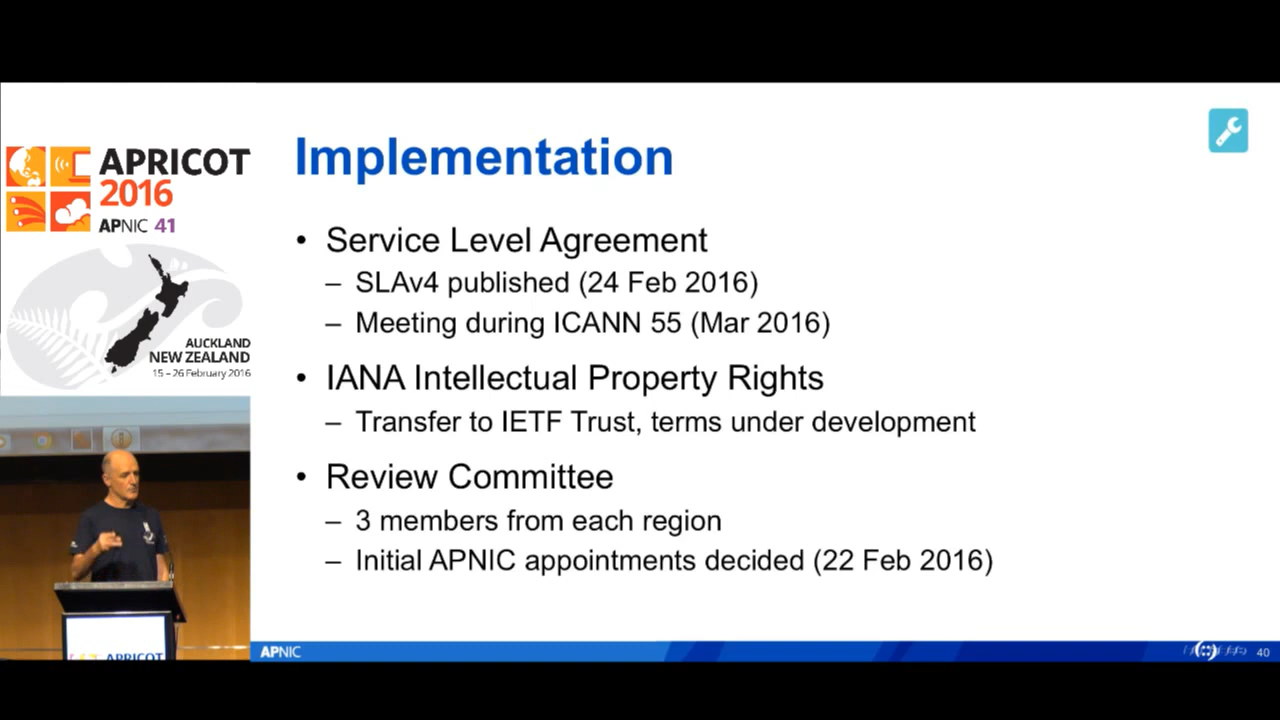 APRICOT
2016
APNIC 41
AUCKLAND
NEW ZEALAND
15 – 26 February 2016
Implementation
• Service Level Agreement
– SLAv4 published (24 Feb 2016)
– Meeting during ICANN 55 (Mar 2016)
• IANA Intellectual Property Rights
– Transfer to IETF Trust, terms under development
• Review Committee
– 3 members from each region
– Initial APNIC appointments decided (22 Feb 2016)
APRICOT
APNIC
40